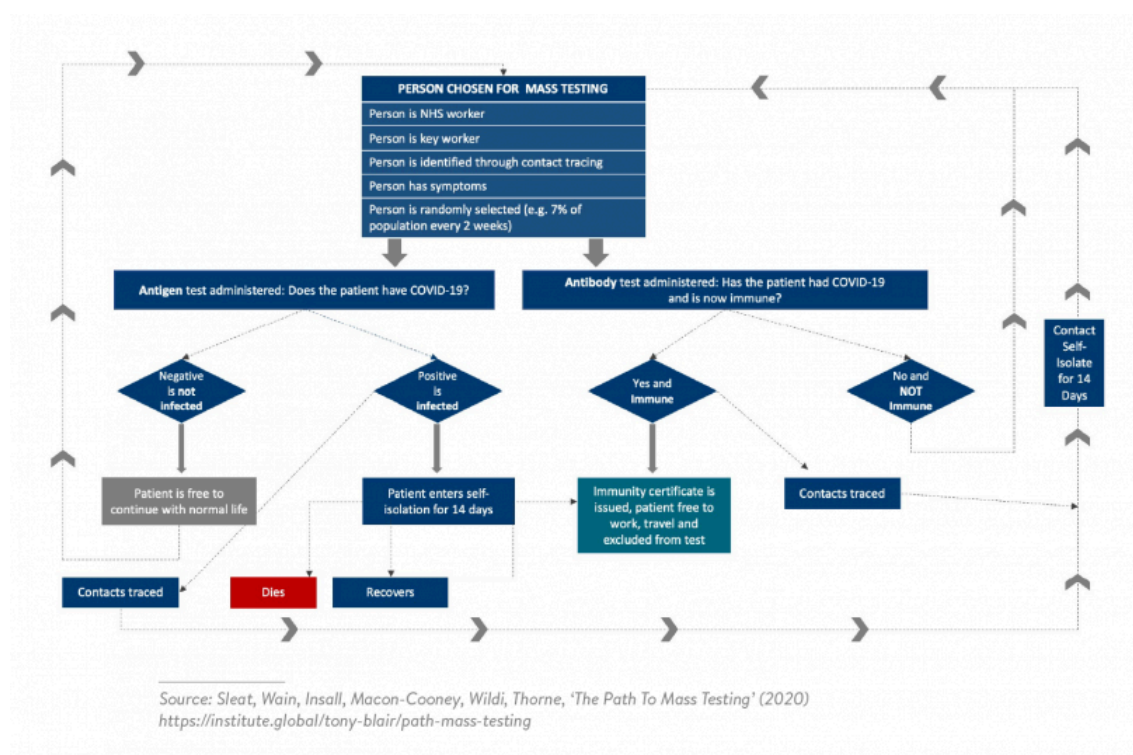 PERSON CHOSEN FOR MASS TESTING
Person is NHS worker
Person is key worker
Person is identified through contact tracing
Person has symptoms
Person is randomly selected (e.g. 7% of
population every 2 weeks)
Antigen test administered: Does the patient have COVID-19?
Antibody test administered: Has the patient had COVID-19
and is now immune?
Negative
is not
infected
Positive
is
infected
Yes and
Immune
No and
NOT
Immune
Contact
Self-
Isolate
for 14
Days
Patient is free to
continue with normal life
Patient enters self-
isolation for 14 days
Immunity certificate is
issued, patient free to
work, travel and
excluded from test
Contacts traced
Contacts traced
Dies
Recovers
Source: Sleat, Wain, Insall, Macon-Cooney, Wildi, Thorne, ‘The Path To Mass Testing’ (2020)
https://institute.global/tony-blair/path-mass-testing